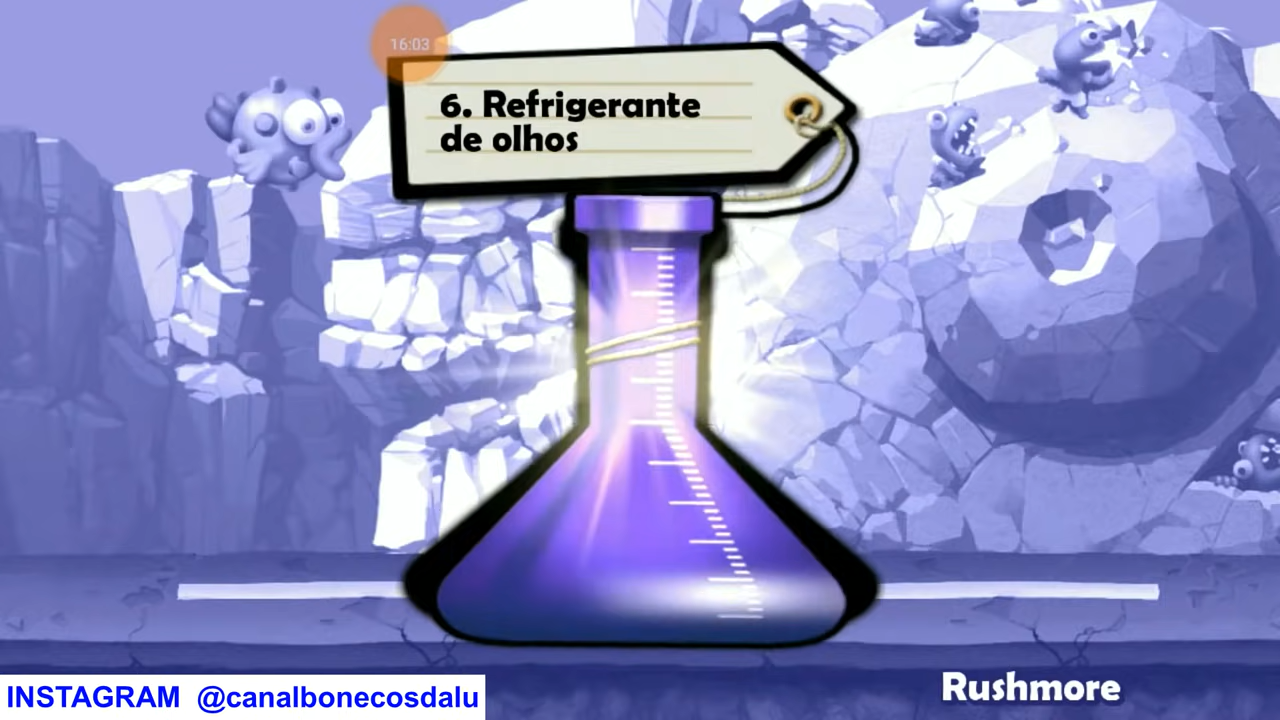 16:03
6. Refrigerante
de olhos
Rushmore
INSTAGRAM @canalbonecosdalu